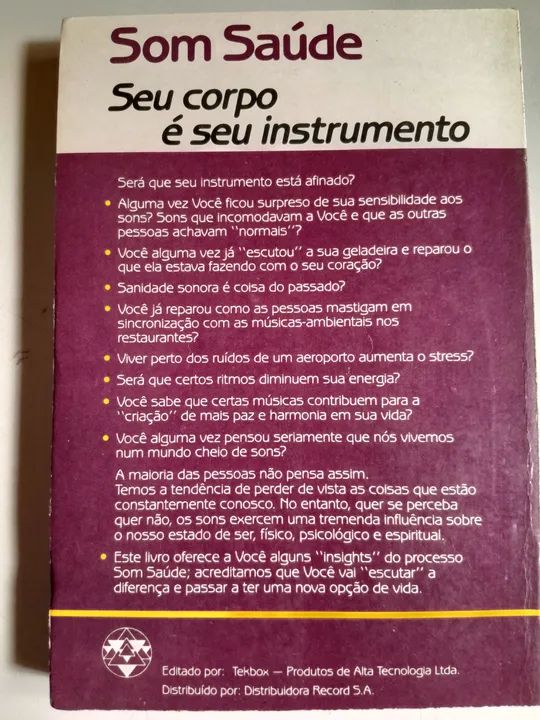 Som Saúde
Seu corpo
é seu instrumento
Será que seu instrumento está afinado?
• Alguma vez Você ficou surpreso de sua sensibilidade aos
sons? Sons que incomodavam a Você e que as outras
pessoas achavam "normais"?
• Você alguma vez já "escutou" a sua geladeira e reparou o
que ela estava fazendo com o seu coração?
• Sanidade sonora é coisa do passado?
• Você já reparou como as pessoas mastigam em
sincronização com as músicas-ambientais nos
restaurantes?
• Viver perto dos ruídos de um aeroporto aumenta o stress?
• Será que certos ritmos diminuem sua energia?
• Você sabe que certas músicas contribuem para a
"criação" de mais paz e harmonia em sua vida?
• Você alguma vez pensou seriamente que nós vivemos
num mundo cheio de sons?
A maioria das pessoas não pensa assim.
Temos a tendência de perder de vista as coisas que estão
constantemente conosco. No entanto, quer se perceba
quer não, os sons exercem uma tremenda influência sobre
o nosso estado de ser, físico, psicológico e espiritual.
• Este livro oferece a Você alguns "insights" do processo
Som Saúde; acreditamos que Você vai "escutar" a
diferença e passar a ter uma nova opção de vida.
Editado por: Tekbox — Produtos de Alta Tecnologia Ltda.
Distribuído por: Distribuidora Record S.A.